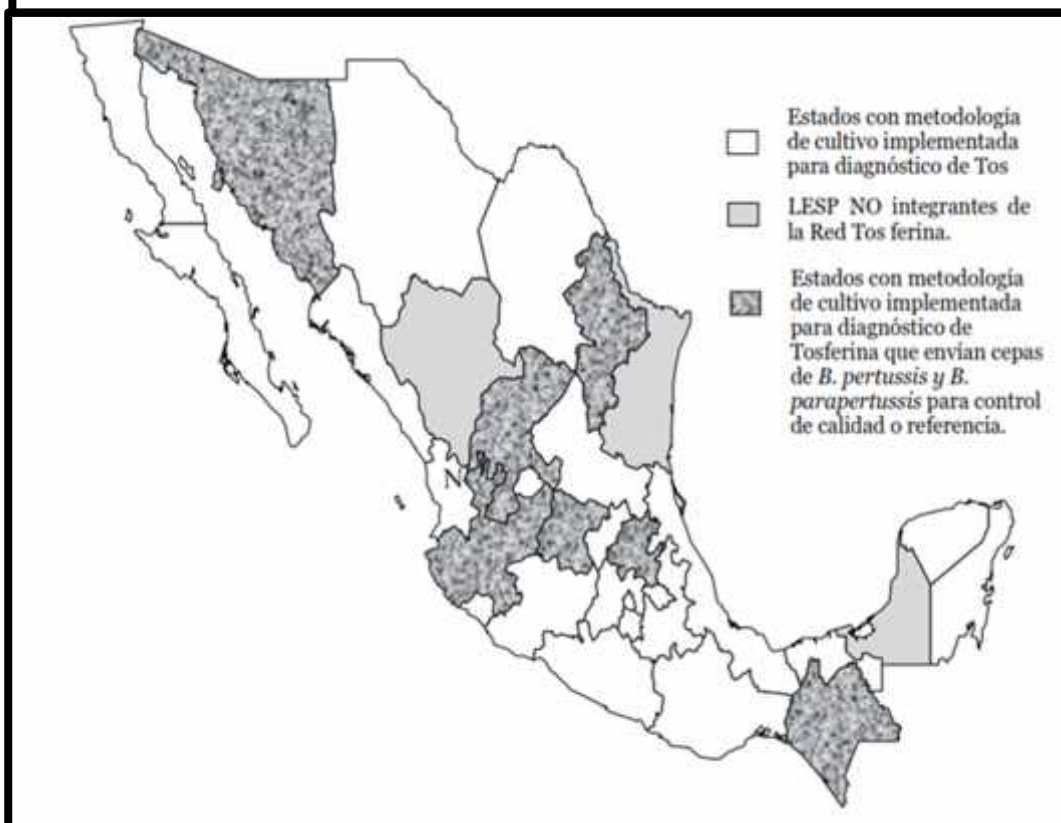 Estados con metodología
de cultivo implementada
para diagnóstico de Tos
LESP NO integrantes de
la Red Tos ferina.
Estados con metodología
de cultivo implementada
para diagnóstico de
Tosferina que envían cepas
de B. pertussis y B.
parapertussis para control
de calidad o referencia.
N